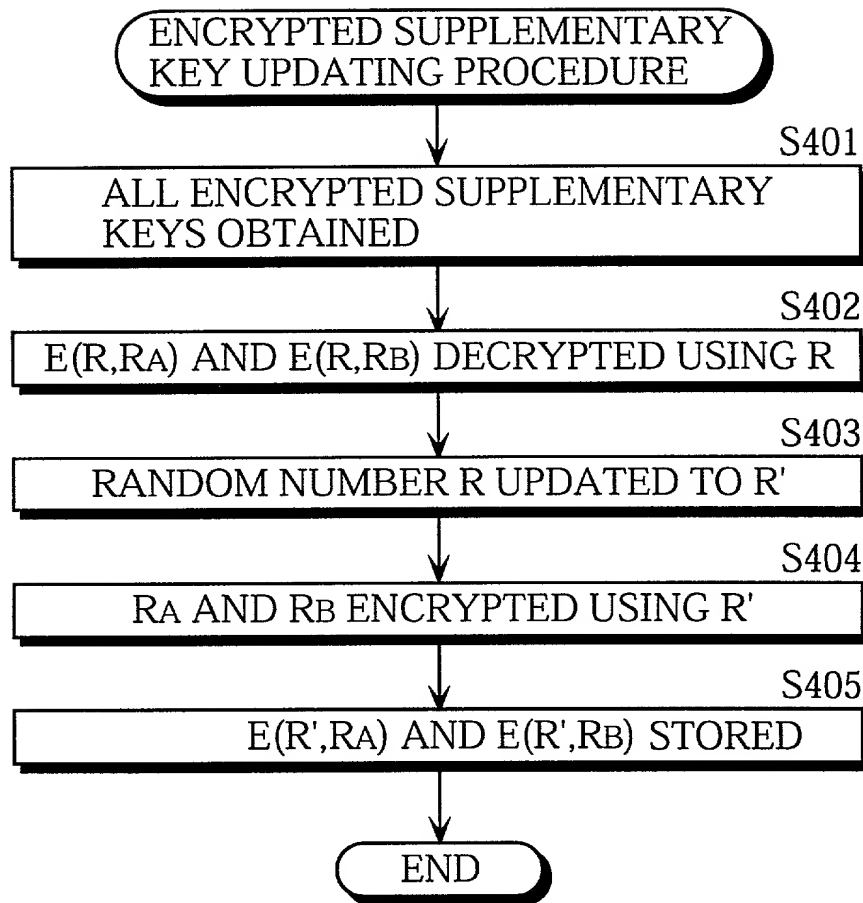 ENCRYPTED SUPPLEMENTARY
KEY UPDATING PROCEDURE
S401
ALL ENCRYPTED SUPPLEMENTARY
KEYS OBTAINED
S402
E(R,RA) AND E(R,RB) DECRYPTED USING R
S403
RANDOM NUMBER R UPDATED TO R'
S404
RA AND RB ENCRYPTED USING R'
S405
E(R',RA) AND E(R',RB) STORED
END